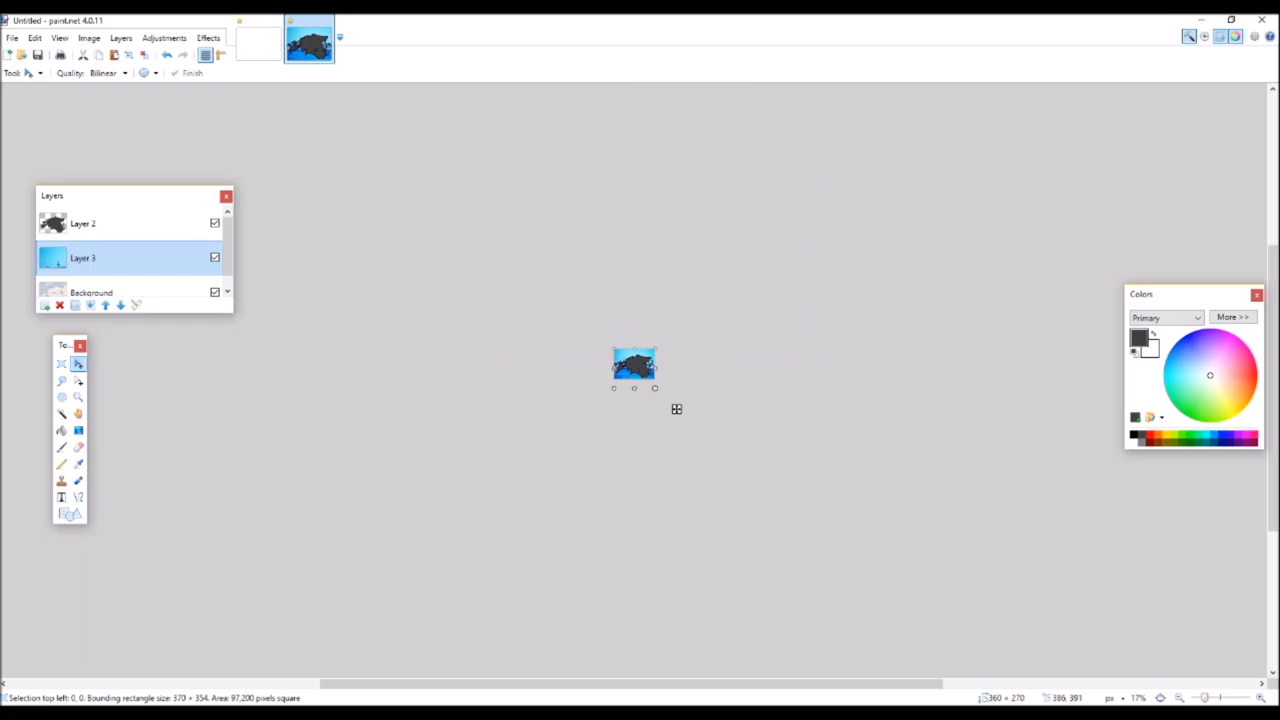 Untitled - paint.net 4.0.11
File Edit View Image Layers Adjustments Effects
Tool: Quality: Bilinear Finish
Layers
Layer 2
Layer 3
Background
To...
Colors
Primary More >>
Selection top left: 0, 0. Bounding rectangle size: 370 × 354. Area: 97,200 pixels square 360 × 270 386, 391 px 17%